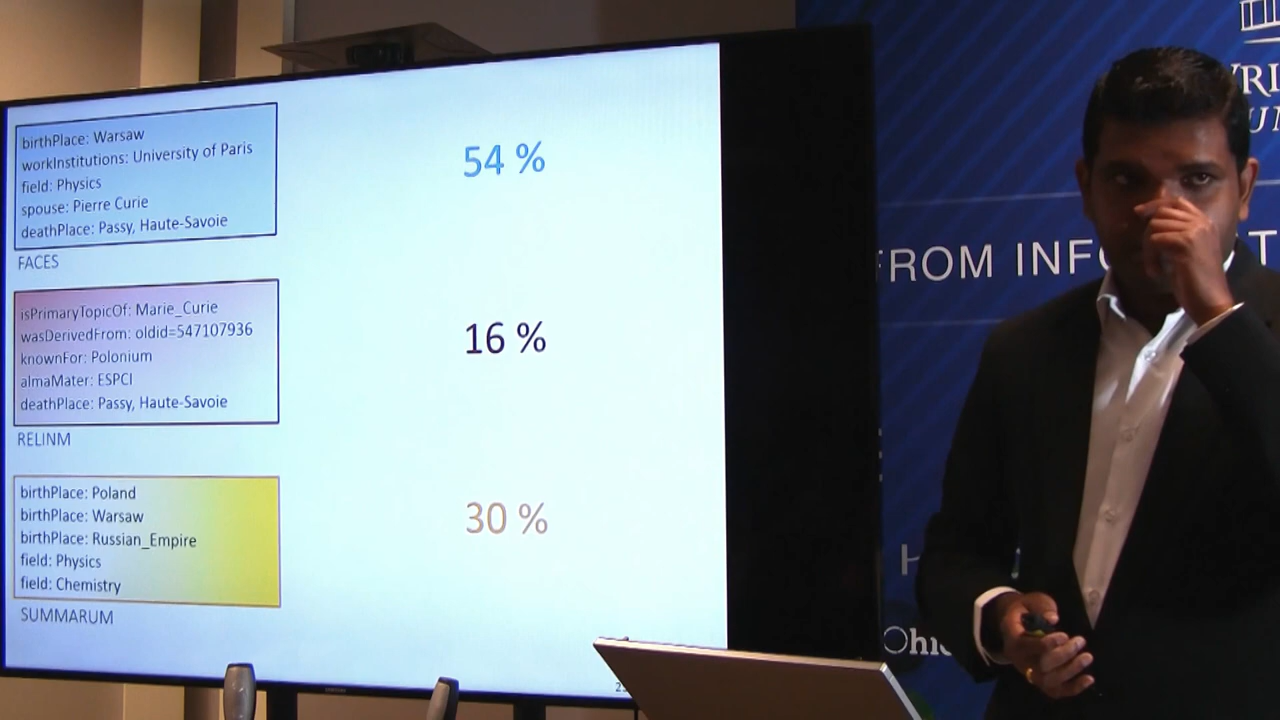 birthPlace: Warsaw
workInstitutions: University of Paris
field: Physics
spouse: Pierre Curie
deathPlace: Passy, Haute-Savoie
FACES
54 %
isPrimaryTopicOf: Marie_Curie
wasDerivedFrom: oldid=547107936
knownFor: Polonium
almaMater: ESPCI
deathPlace: Passy, Haute-Savoie
RELINM
16 %
birthPlace: Poland
birthPlace: Warsaw
birthPlace: Russian_Empire
field: Physics
field: Chemistry
SUMMARUM
30 %
FROM